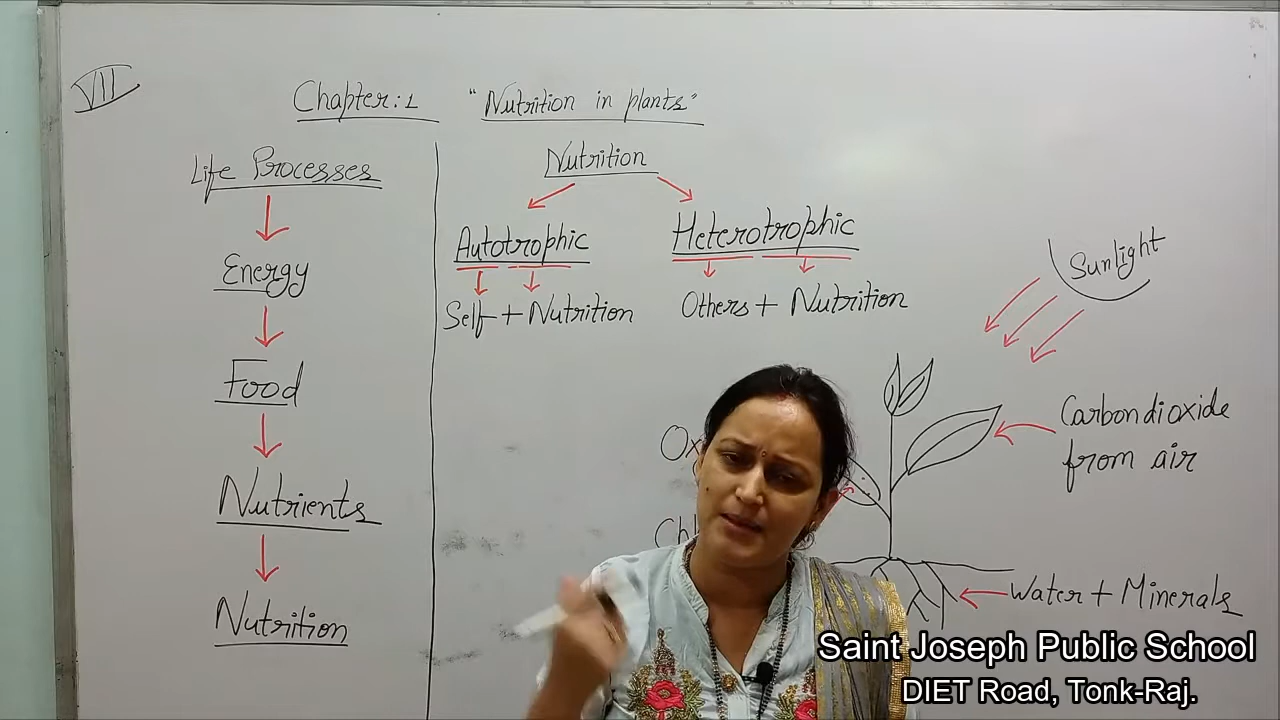 VII
Chapter:1 "Nutrition in plants"
Life Processes
Energy
Food
Nutrients
Nutrition
Nutrition
Autotrophic
Self + Nutrition
Heterotrophic
Others + Nutrition
Sunlight
Carbondioxide
from air
Water + Minerals
Saint Joseph Public School
DIET Road, Tonk-Raj.